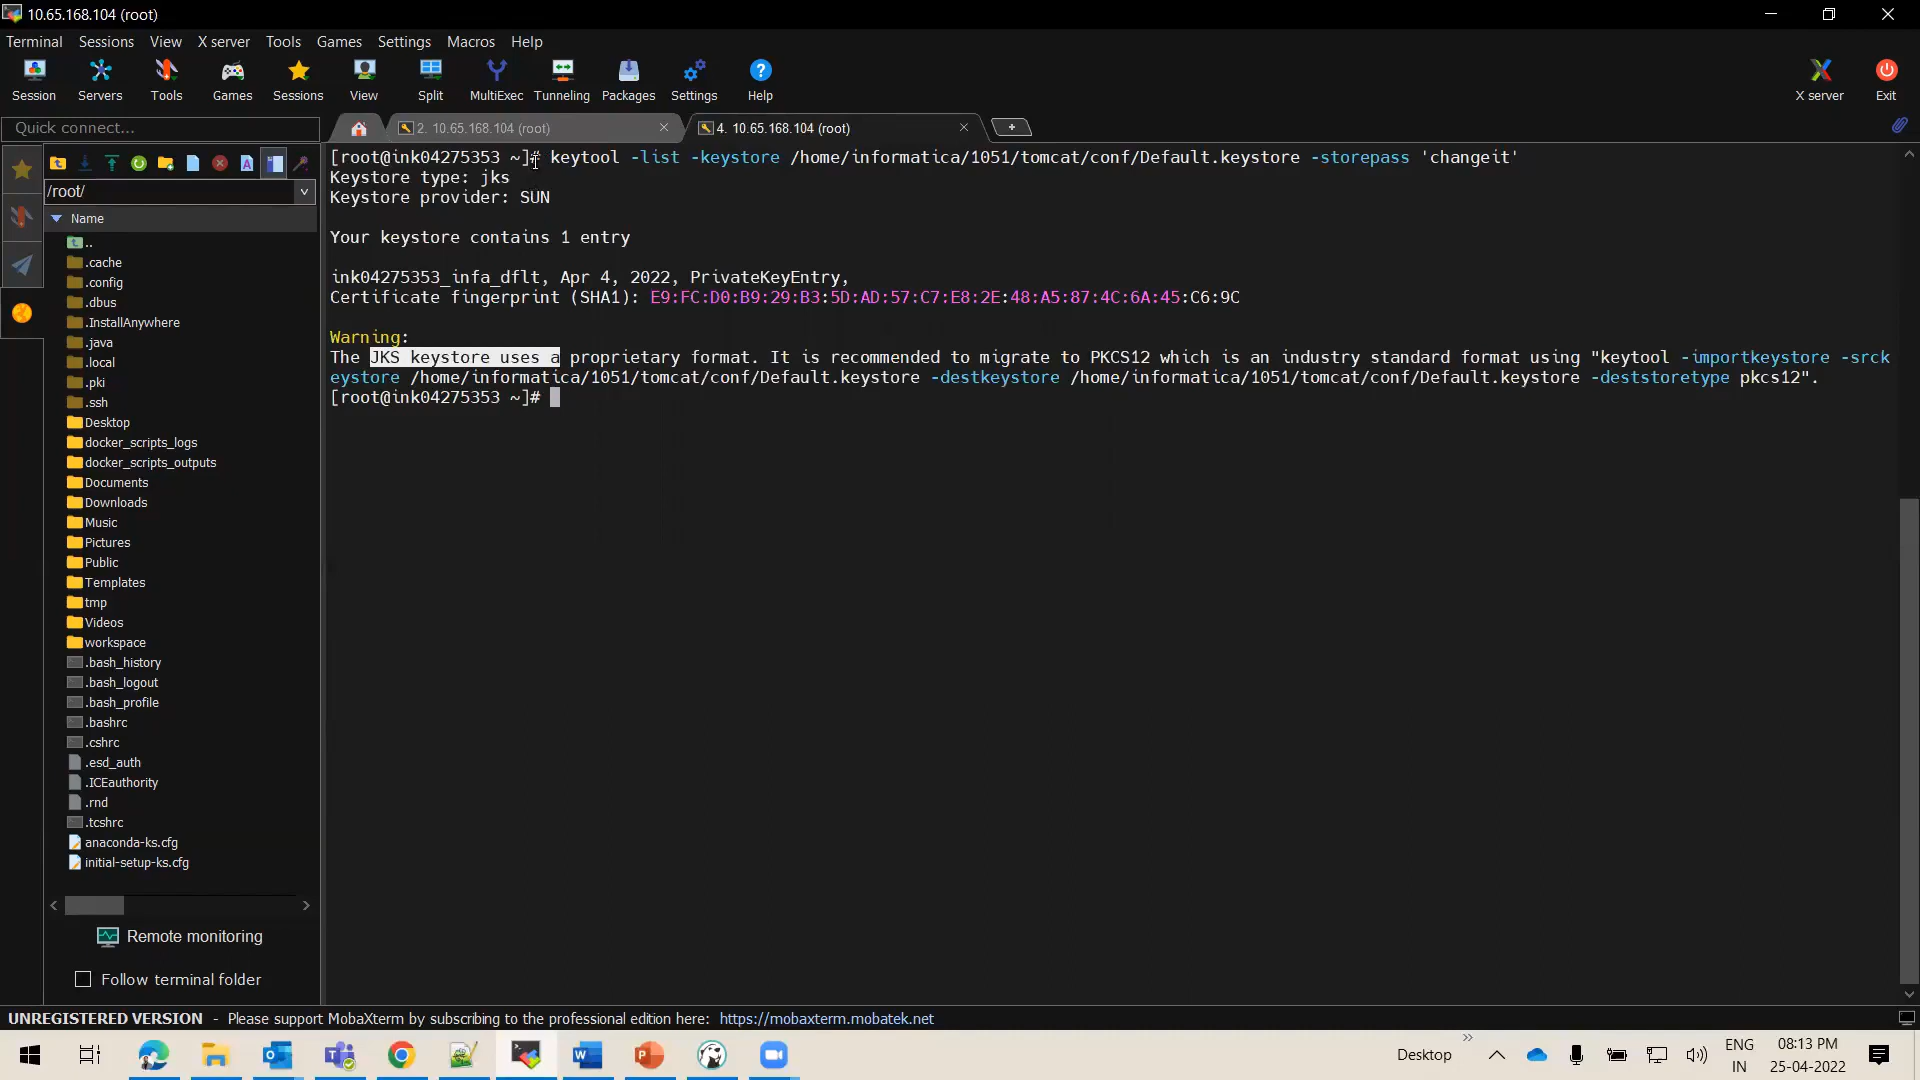 10.65.168.104 (root)
Terminal Sessions View X server Tools Games Settings Macros Help
Session Servers Tools Games Sessions View Split MultiExec Tunneling Packages Settings Help X server Exit
Quick connect...
2. 10.65.168.104 (root)
4. 10.65.168.104 (root)
/root/
Name
..
.cache
.config
.dbus
.InstallAnywhere
.java
.local
.pki
.ssh
Desktop
docker_scripts_logs
docker_scripts_outputs
Documents
Downloads
Music
Pictures
Public
Templates
tmp
Videos
workspace
.bash_history
.bash_logout
.bash_profile
.bashrc
.cshrc
.esd_auth
.ICEauthority
.rnd
.tcshrc
anaconda-ks.cfg
initial-setup-ks.cfg
Remote monitoring
Follow terminal folder
[root@ink04275353 ~]# keytool -list -keystore /home/informatica/1051/tomcat/conf/Default.keystore -storepass 'changeit'
Keystore type: jks
Keystore provider: SUN
Your keystore contains 1 entry
ink04275353_infa_dflt, Apr 4, 2022, PrivateKeyEntry,
Certificate fingerprint (SHA1): E9:FC:D0:B9:29:B3:5D:AD:57:C7:E8:2E:48:A5:87:4C:6A:45:C6:9C
Warning:
The JKS keystore uses a proprietary format. It is recommended to migrate to PKCS12 which is an industry standard format using "keytool -importkeystore -srck
eystore /home/informatica/1051/tomcat/conf/Default.keystore -destkeystore /home/informatica/1051/tomcat/conf/Default.keystore -deststoretype pkcs12".
[root@ink04275353 ~]#
UNREGISTERED VERSION - Please support MobaXterm by subscribing to the professional edition here: https://mobaxterm.mobatek.net
Desktop
ENG
IN
08:13 PM
25-04-2022